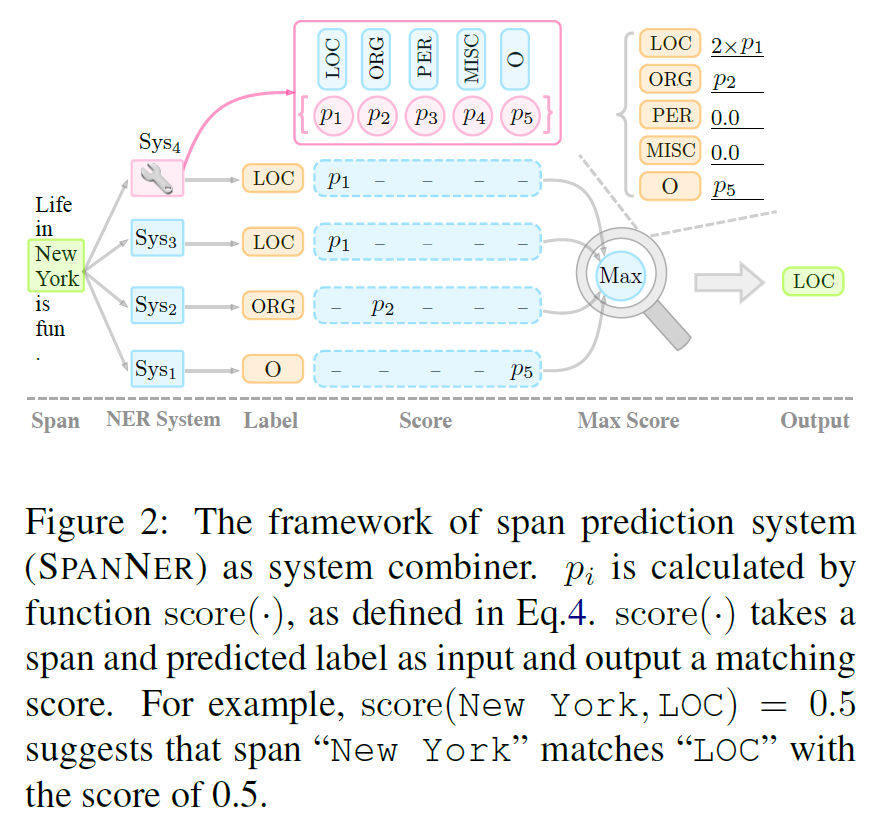 LOC ORG PER MISC O
{ p1 p2 p3 p4 p5 }
LOC 2×p1
ORG p2
PER 0.0
MISC 0.0
O p5
Life
in
New
York
is
fun
.
Sys4
LOC p1 – – – –
Sys3 LOC p1 – – – –
Sys2 ORG – p2 – – –
Sys1 O – – – – p5
Max
LOC
Span NER System Label Score Max Score Output
Figure 2: The framework of span prediction system
(SPANNER) as system combiner. pi is calculated by
function score(·), as defined in Eq.4. score(·) takes a
span and predicted label as input and output a matching
score. For example, score(New York, LOC) = 0.5
suggests that span “New York” matches “LOC” with
the score of 0.5.